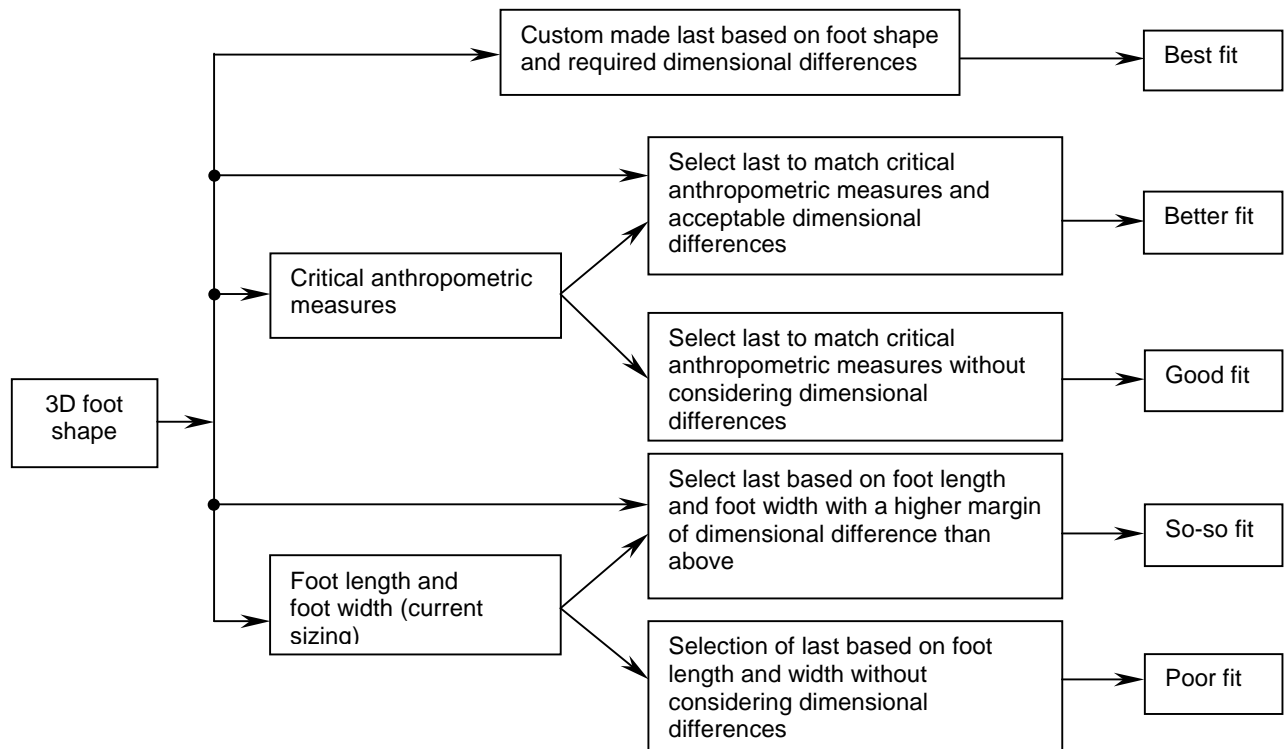 Custom made last based on foot shape
and required dimensional differences
Best fit
Select last to match critical
anthropometric measures and
acceptable dimensional
differences
Better fit
Critical anthropometric
measures
Select last to match critical
anthropometric measures without
considering dimensional
differences
Good fit
3D foot
shape
Select last based on foot length
and foot width with a higher margin
of dimensional difference than
above
So-so fit
Foot length and
foot width (current
sizing)
Selection of last based on foot
length and width without
considering dimensional
differences
Poor fit